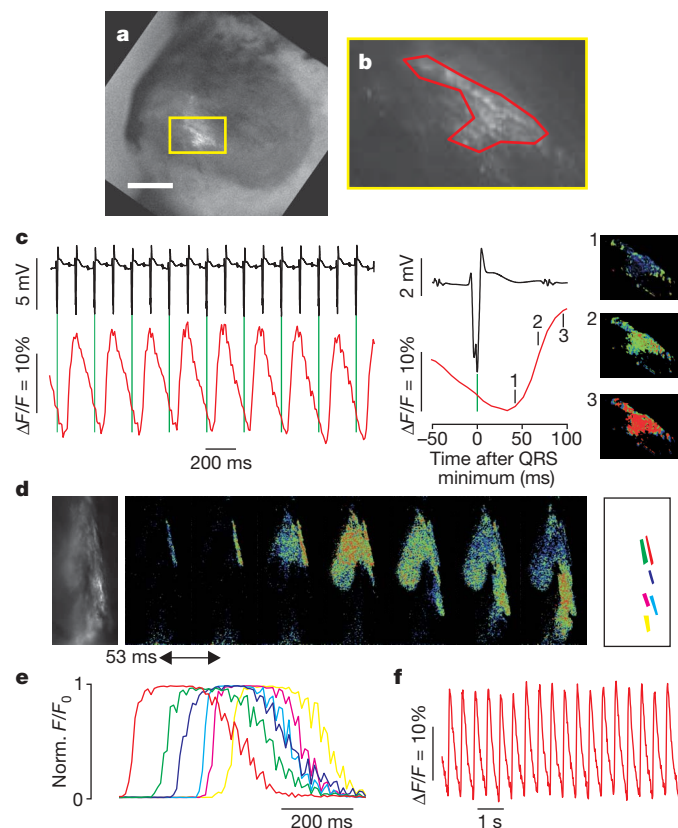 a
b
c
5 mV
ΔF/F = 10%
200 ms
2 mV
ΔF/F = 10%
1
2
3
–50
0
50
100
Time after QRS
minimum (ms)
1
2
3
d
53 ms
e
Norm. F/F0
1
0
200 ms
f
ΔF/F = 10%
1 s